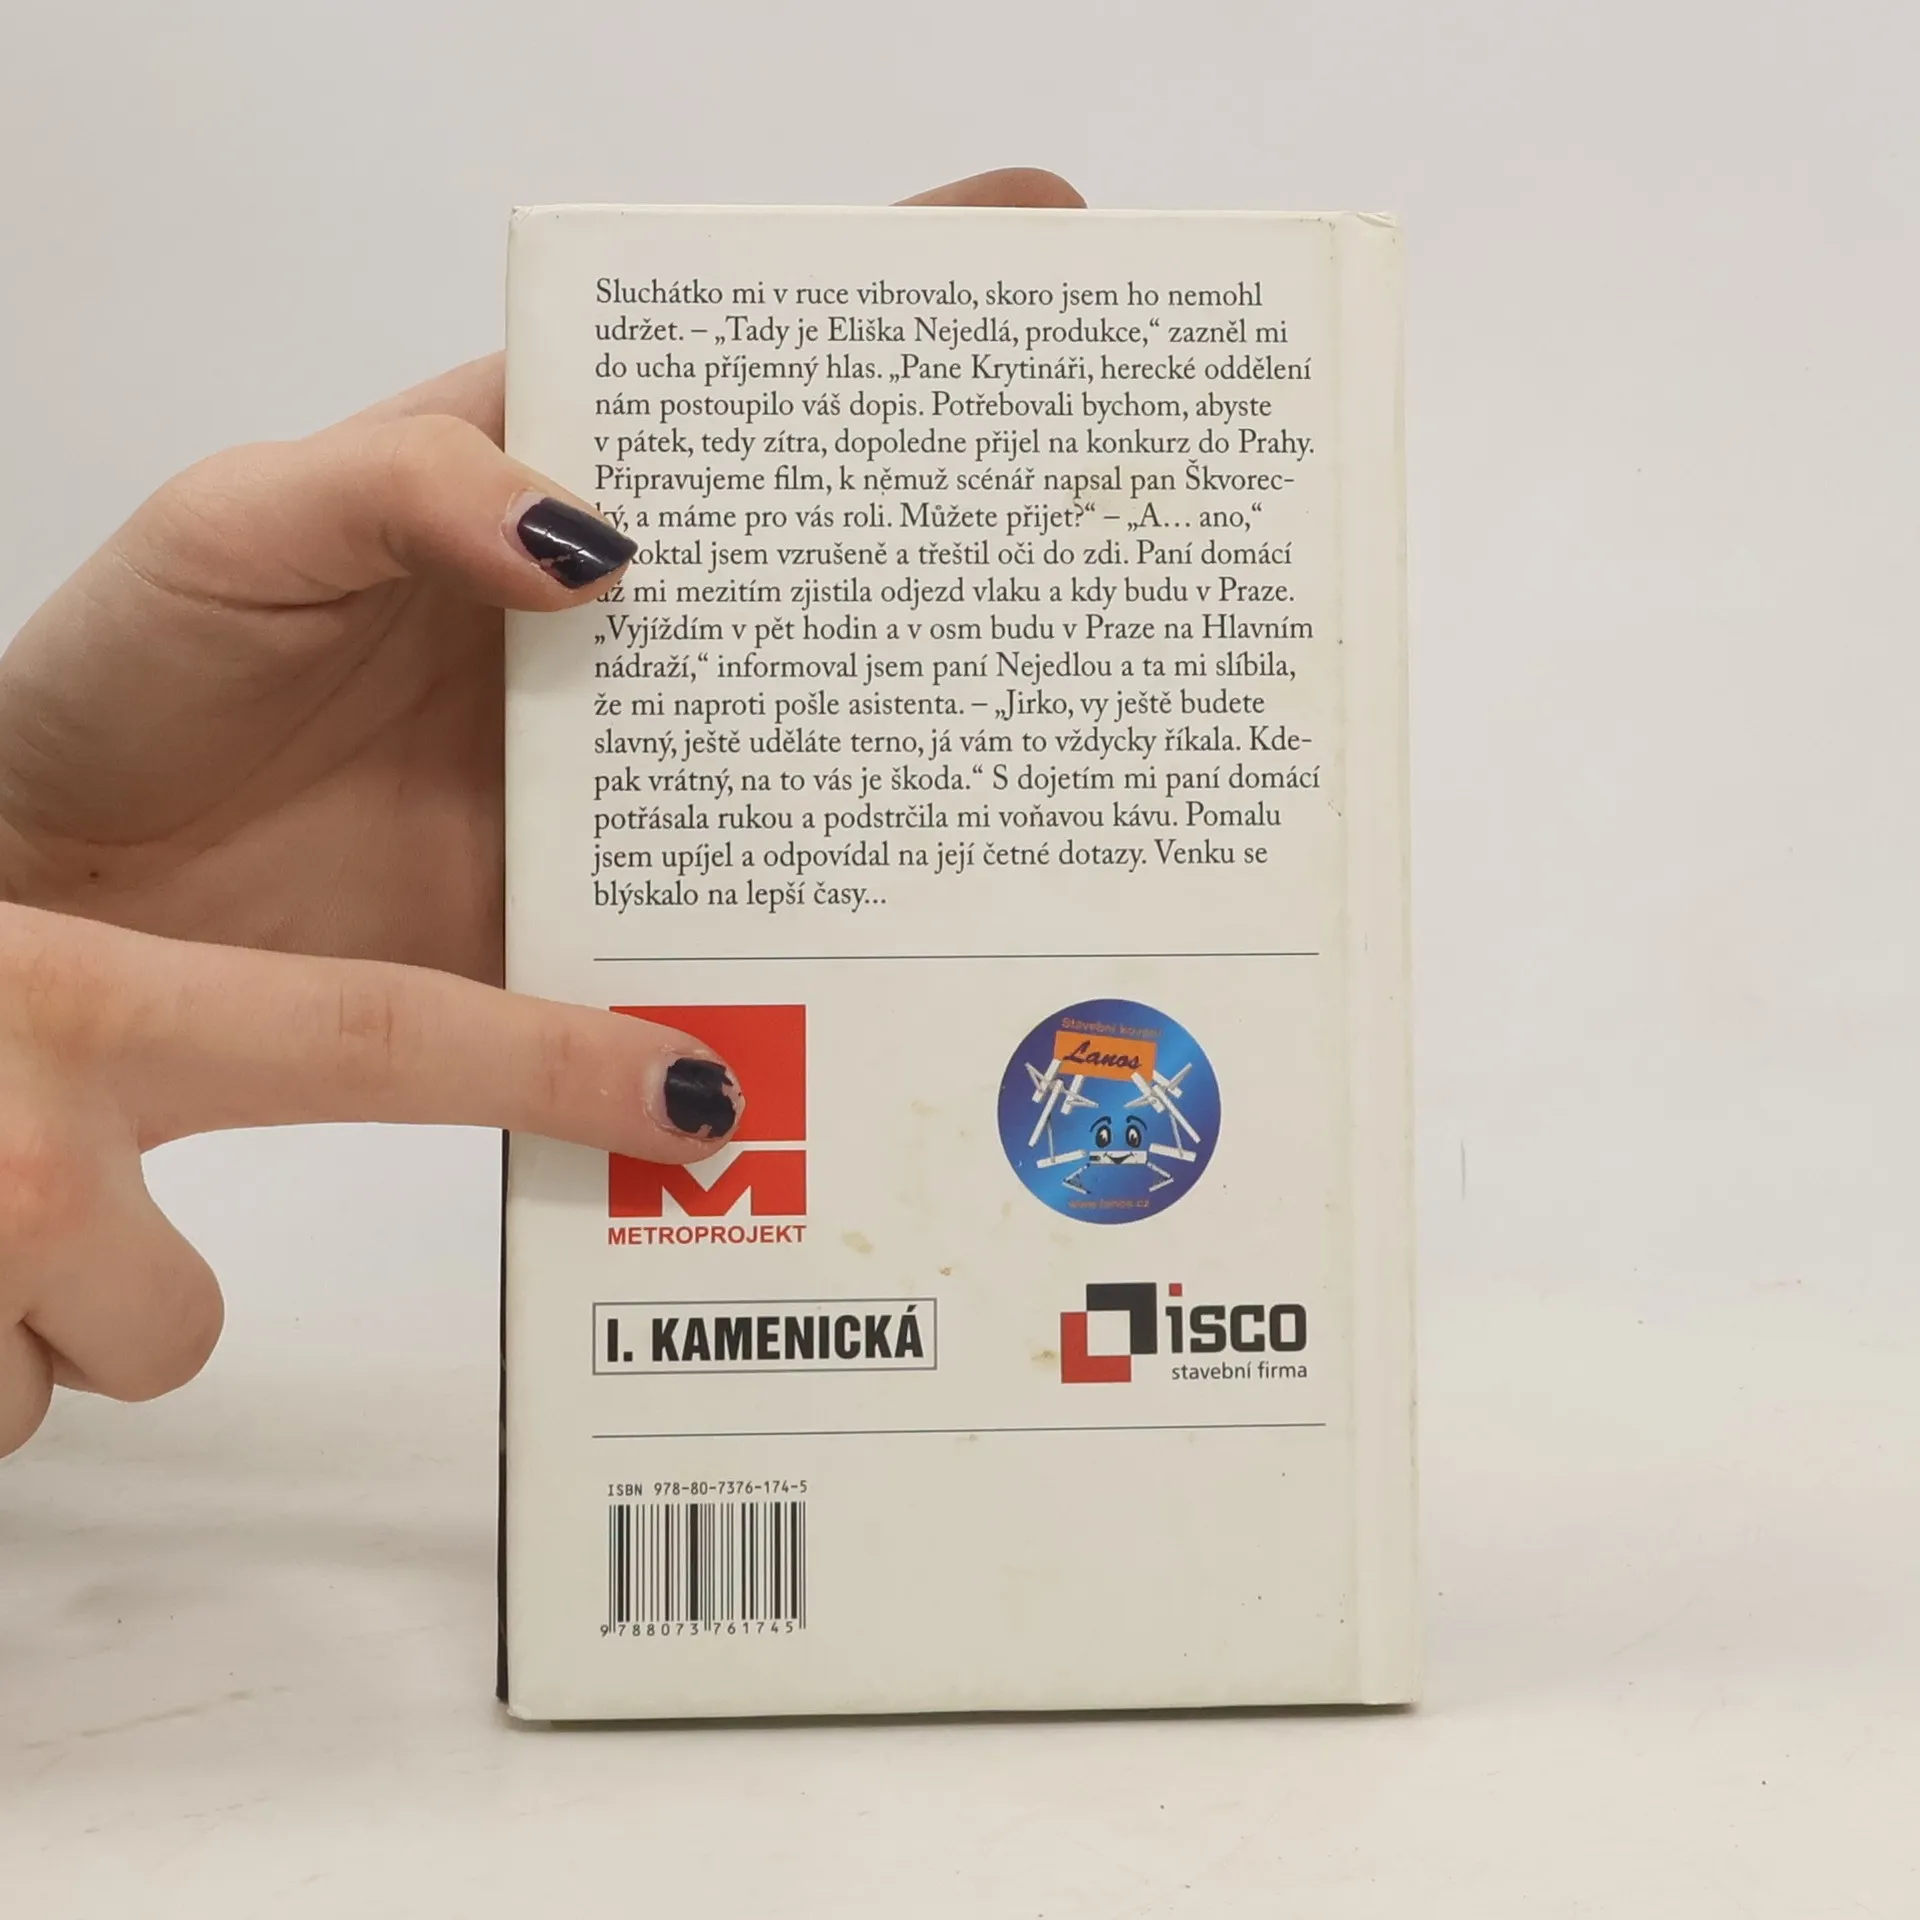 Sluchátko mi v ruce vibrovalo, skoro jsem ho nemohl
udržet. – „Tady je Eliška Nejedlá, produkce,“ zazněl mi
do ucha příjemný hlas. „Pane Krytináři, herecké oddělení
nám postoupilo váš dopis. Potřebovali bychom, abyste
v pátek, tedy zítra, dopoledne přijel na konkurz do Prahy.
Připravujeme film, k němuž scénář napsal pan Škvorec-
ý, a máme pro vás roli. Můžete přijet?“ – „A... ano,“
koktal jsem vzrušeně a třeštil oči do zdi. Paní domácí
už mi mezitím zjistila odjezd vlaku a kdy budu v Praze.
„Vyjíždím v pět hodin a v osm budu v Praze na Hlavním
nádraží,“ informoval jsem paní Nejedlou a ta mi slíbila,
že mi naproti pošle asistenta. – „Jirko, vy ještě budete
slavný, ještě uděláte terno, já vám to vždycky říkala. Kde-
pak vrátný, na to vás je škoda.“ S dojetím mi paní domácí
potřásala rukou a podstrčila mi voňavou kávu. Pomalu
jsem upíjel a odpovídal na její četné dotazy. Venku se
blýskalo na lepší časy...
Stavební kování
Lanos
www.lanos.cz
METROPROJEKT
I. KAMENICKÁ
isco
stavební firma
ISBN 978-80-7376-174-5
9 788073 761745